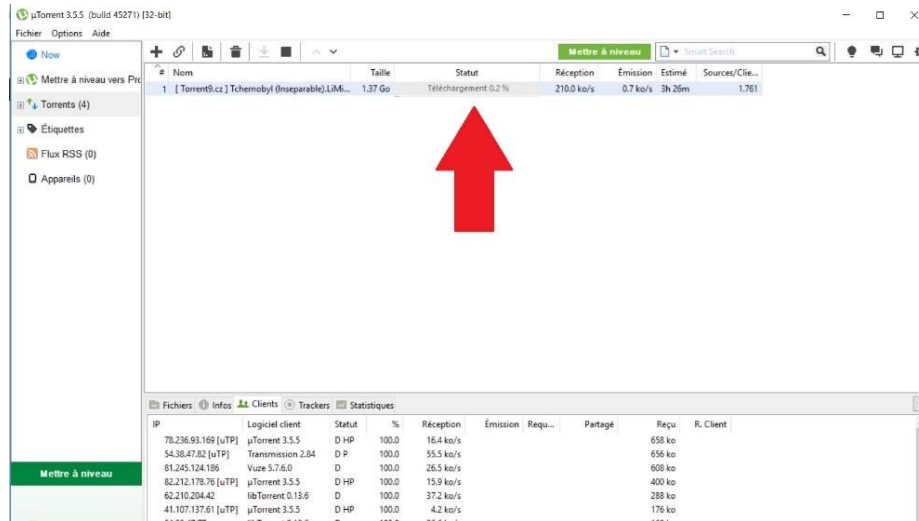 µTorrent 3.5.5 (build 45271) [32-bit]
Fichier Options Aide
Now
Mettre à niveau Smart Search
Mettre à niveau vers Pro
# Nom Taille Statut Réception Émission Estimé Sources/Clie...
1 [ Torrent9.cz ] Tchernobyl (Inseparable).LiMi... 1.37 Go Téléchargement 0.2 % 210.0 ko/s 0.7 ko/s 3h 26m 1.761
Torrents (4)
Étiquettes
Flux RSS (0)
Appareils (0)
Fichiers Infos Clients Trackers Statistiques
IP Logiciel client Statut % Réception Émission Requ... Partagé Reçu R. Client
78.236.93.169 [uTP] µTorrent 3.5.5 D HP 100.0 16.4 ko/s 658 ko
54.38.47.82 [uTP] Transmission 2.84 D P 100.0 55.5 ko/s 656 ko
81.245.124.186 Vuze 5.7.6.0 D 100.0 26.5 ko/s 608 ko
82.212.178.76 [uTP] µTorrent 3.5.5 D HP 100.0 15.9 ko/s 400 ko
62.210.204.42 libTorrent 0.13.6 D 100.0 37.2 ko/s 288 ko
41.107.137.61 [uTP] µTorrent 3.5.5 D HP 100.0 4.2 ko/s 176 ko
Mettre à niveau